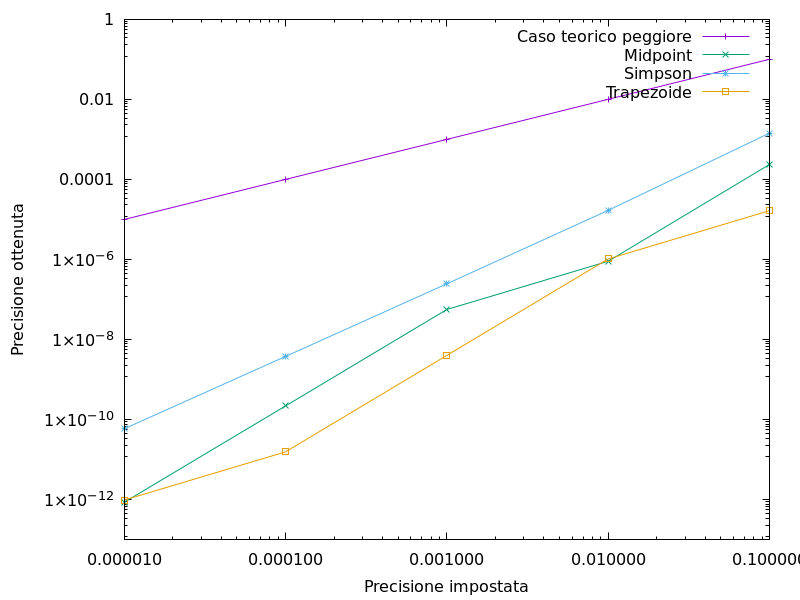 1
0.01
0.0001
1×10⁻⁶
1×10⁻⁸
1×10⁻¹⁰
1×10⁻¹²
Precisione ottenuta
Caso teorico peggiore
Midpoint
Simpson
Trapezoide
0.000010 0.000100 0.001000 0.010000 0.10000
Precisione impostata